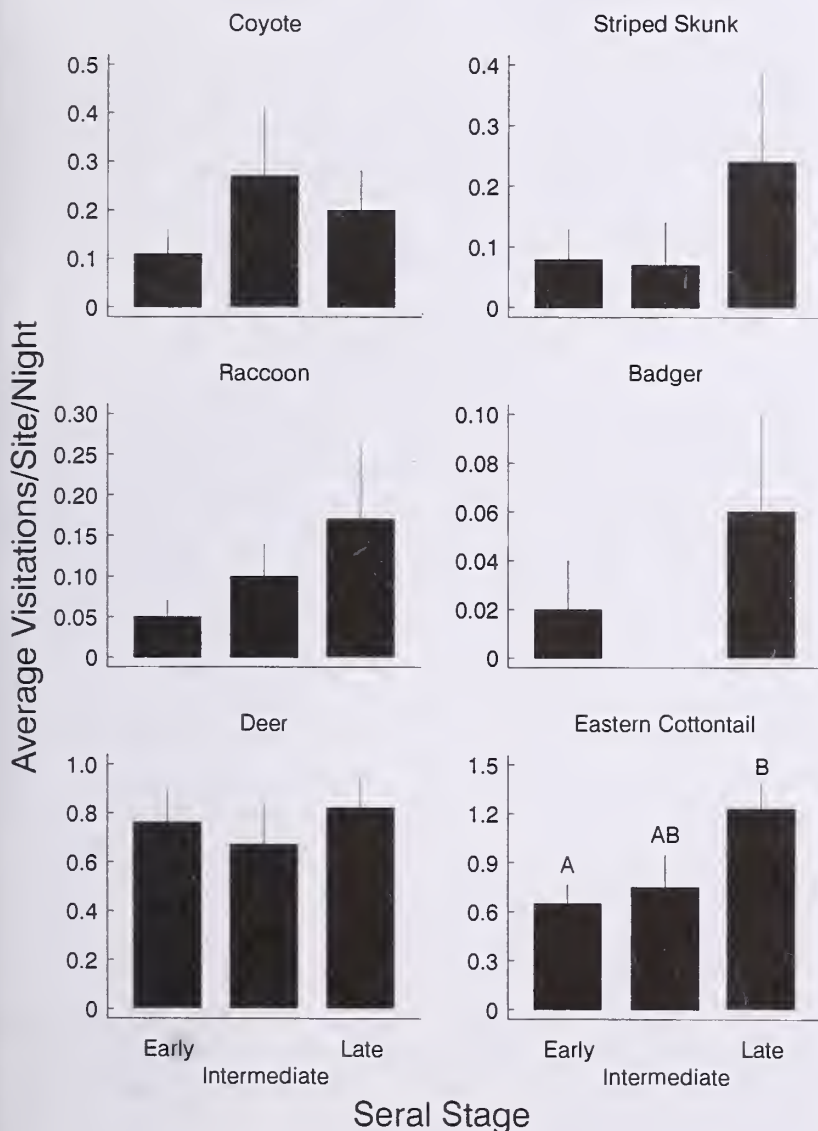 Coyote
0.5
0.4
0.3
0.2
0.1
0
Striped Skunk
0.4
0.3
0.2
0.1
0
Raccoon
0.30
0.25
0.20
0.15
0.10
0.05
0
Badger
0.10
0.08
0.06
0.04
0.02
0
Deer
1.0
0.8
0.6
0.4
0.2
0
Early
Intermediate
Late
Eastern Cottontail
1.5
1.2
0.9
0.6
0.3
0
A
AB
B
Early
Intermediate
Late
Average Visitations/Site/Night
Seral Stage